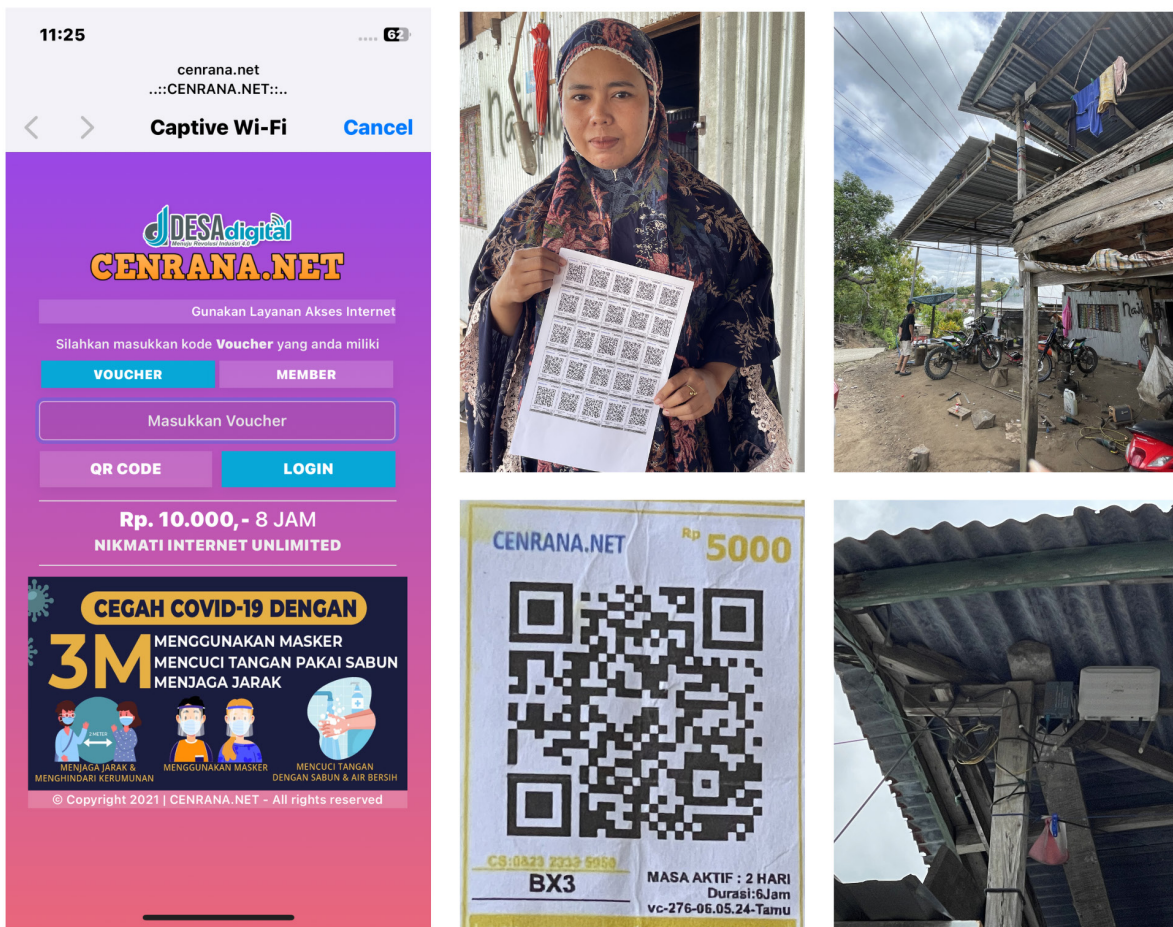 11:25
62
cenrana.net
..::CENRANA.NET::..
Captive Wi-Fi
Cancel
DESAdigital
Menuju Revolusi Industri 4.0
CENRANA.NET
Gunakan Layanan Akses Internet
Silahkan masukkan kode Voucher yang anda miliki
VOUCHER
MEMBER
Masukkan Voucher
QR CODE
LOGIN
Rp. 10.000,- 8 JAM
NIKMATI INTERNET UNLIMITED
CEGAH COVID-19 DENGAN
3M
MENGGUNAKAN MASKER
MENCUCI TANGAN PAKAI SABUN
MENJAGA JARAK
2 METER
MENJAGA JARAK &
MENGHINDARI KERUMUNAN
MENGGUNAKAN MASKER
MENCUCI TANGAN
DENGAN SABUN & AIR BERSIH
© Copyright 2021 | CENRANA.NET - All rights reserved
CENRANA.NET
Rp 5000
CS:0823 2333 5950
BX3
MASA AKTIF : 2 HARI
Durasi:6Jam
vc-276-06.05.24-Tamu